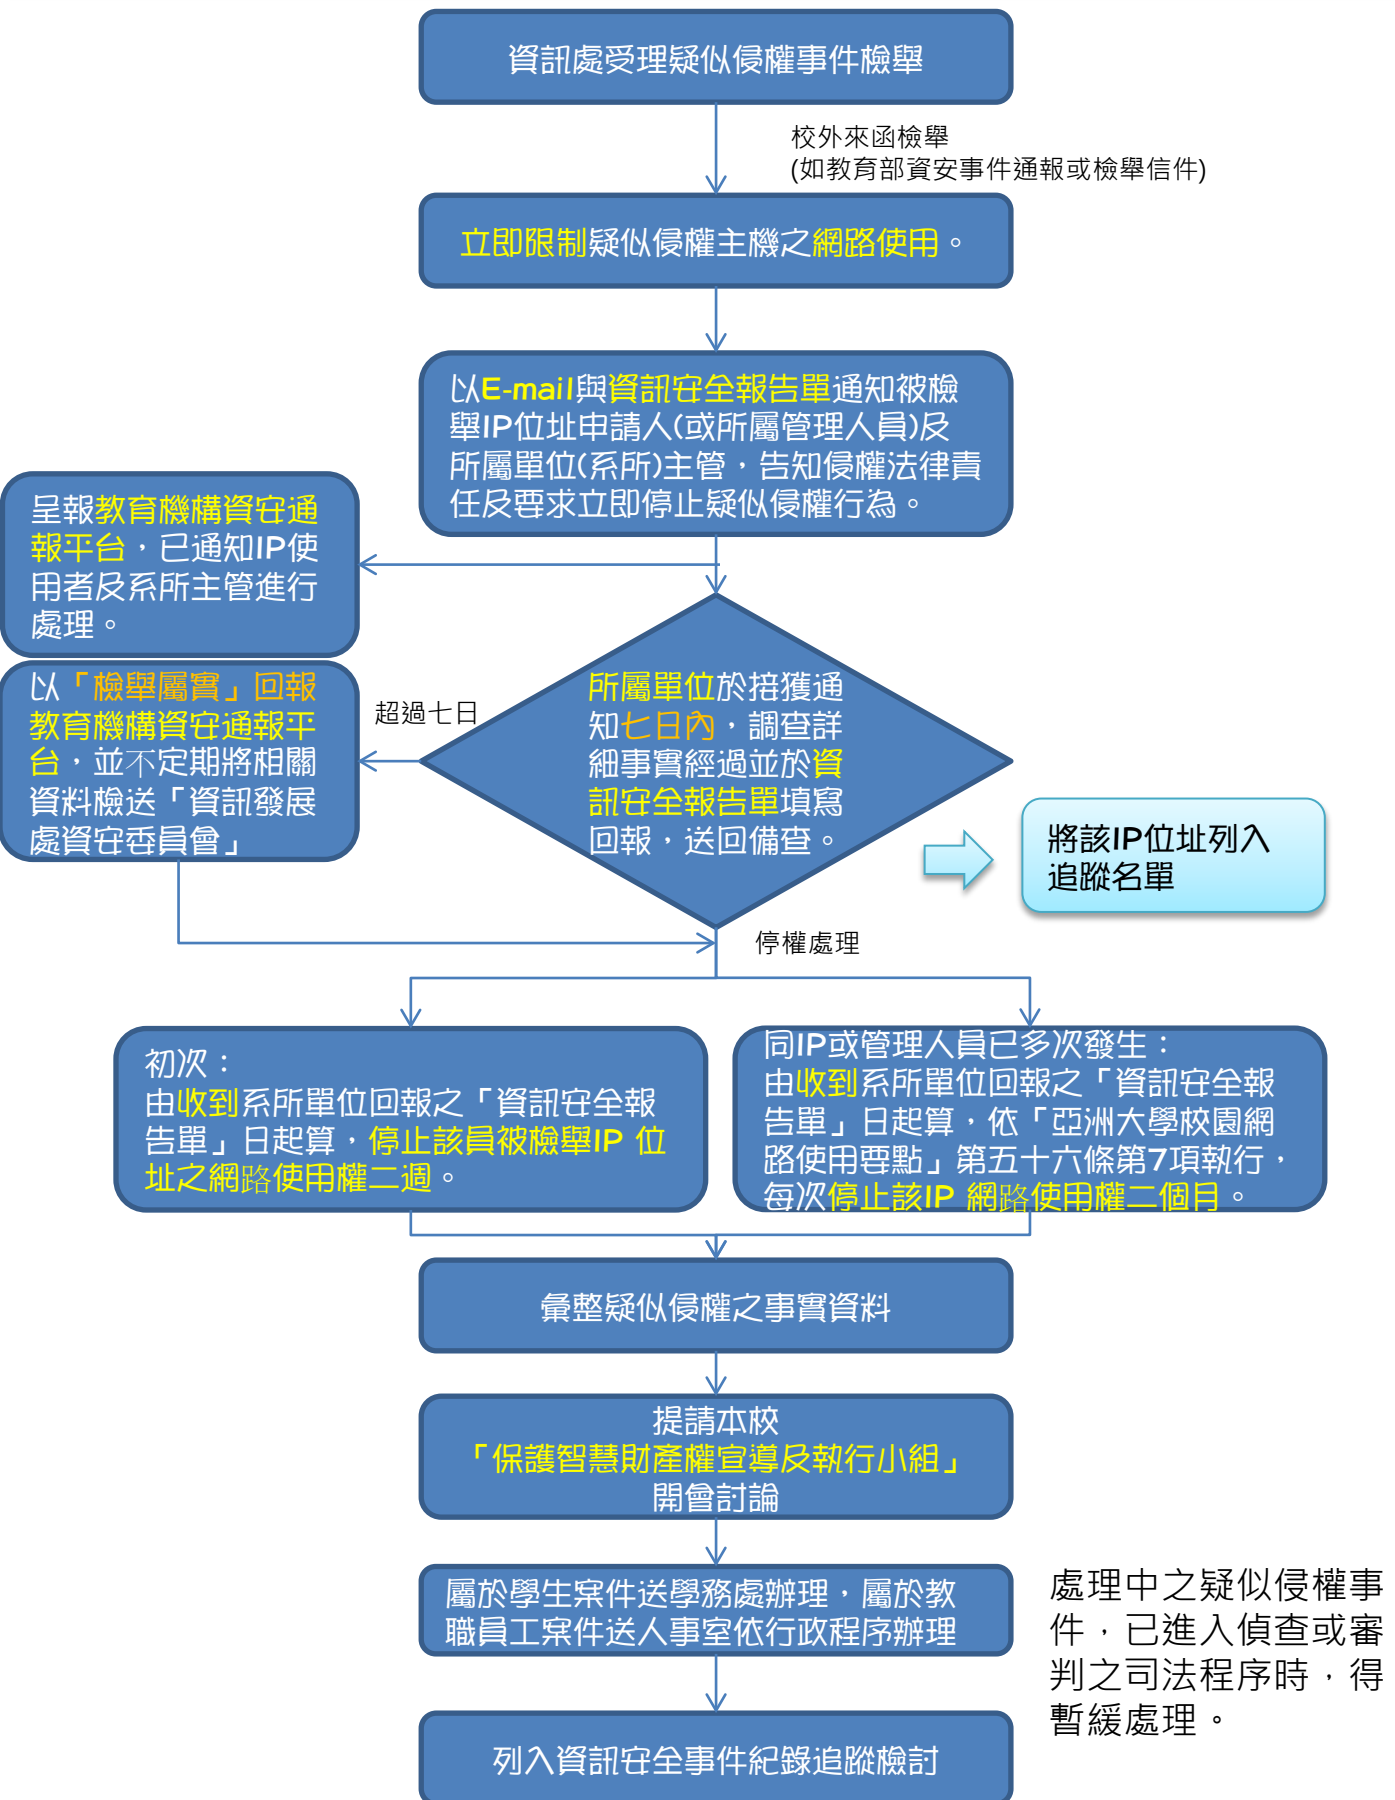 資訊處受理疑似侵權事件檢舉
校外來函檢舉
(如教育部資安事件通報或檢舉信件)
立即限制疑似侵權主機之網路使用。
以E-mail與資訊安全報告單通知被檢
舉IP位址申請人(或所屬管理人員)及
所屬單位(系所)主管，告知侵權法律責
任及要求立即停止疑似侵權行為。
呈報教育機構資安通
報平台，已通知IP使
用者及系所主管進行
處理。
以「檢舉屬實」回報
教育機構資安通報平
台，並不定期將相關
資料檢送「資訊發展
處資安委員會」
超過七日
所屬單位於接獲通
知七日內，調查詳
細事實經過並於資
訊安全報告單填寫
回報，送回備查。
將該IP位址列入
追蹤名單
停權處理
初次：
由收到系所單位回報之「資訊安全報
告單」日起算，停止該員被檢舉IP 位
址之網路使用權二週。
同IP或管理人員已多次發生：
由收到系所單位回報之「資訊安全報
告單」日起算，依「亞洲大學校園網
路使用要點」第五十六條第7項執行，
每次停止該IP 網路使用權二個月。
彙整疑似侵權之事實資料
提請本校
「保護智慧財產權宣導及執行小組」
開會討論
屬於學生案件送學務處辦理，屬於教
職員工案件送人事室依行政程序辦理
處理中之疑似侵權事
件，已進入偵查或審
判之司法程序時，得
暫緩處理。
列入資訊安全事件紀錄追蹤檢討